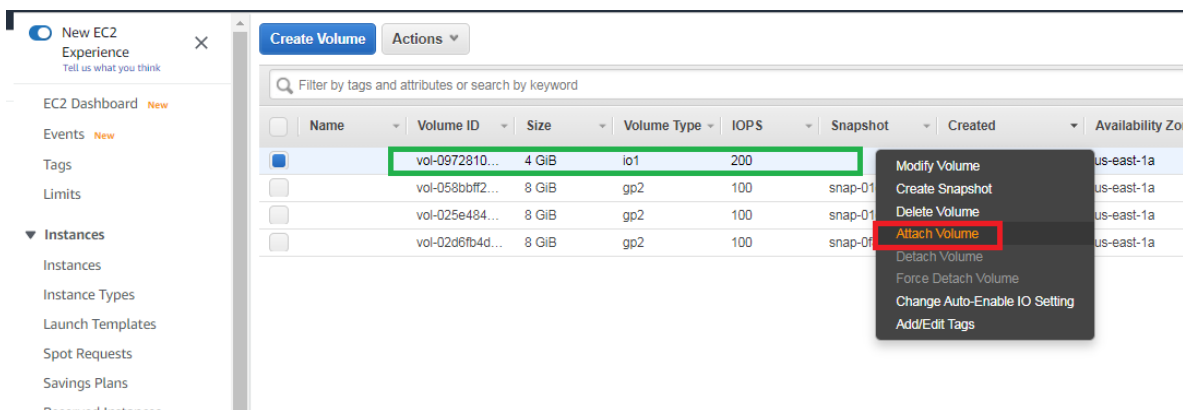 New EC2
Experience
Tell us what you think
EC2 Dashboard New
Events New
Tags
Limits
Instances
Instances
Instance Types
Launch Templates
Spot Requests
Savings Plans
Create Volume Actions
Filter by tags and attributes or search by keyword
Name Volume ID Size Volume Type IOPS Snapshot Created Availability Zo
vol-0972810... 4 GiB io1 200 us-east-1a
vol-058bbff2... 8 GiB gp2 100 snap-01 us-east-1a
vol-025e484... 8 GiB gp2 100 snap-01 us-east-1a
vol-02d6fb4d... 8 GiB gp2 100 snap-0f us-east-1a
Modify Volume
Create Snapshot
Delete Volume
Attach Volume
Detach Volume
Force Detach Volume
Change Auto-Enable IO Setting
Add/Edit Tags